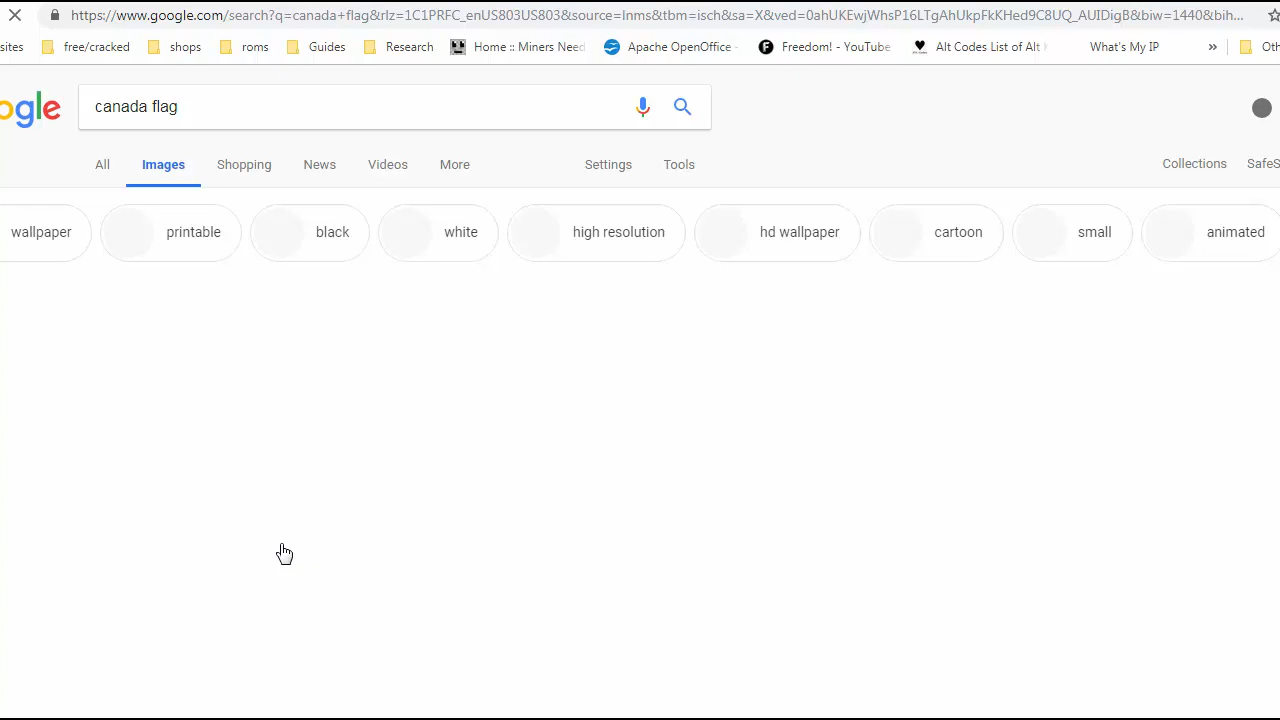 https://www.google.com/search?q=canada+flag&rlz=1C1PRFC_enUS803US803&source=lnms&tbm=isch&sa=X&ved=0ahUKEwjWhsP16LTgAhUkpFkKHed9C8UQ_AUIDigB&biw=1440&bih...
sites free/cracked shops roms Guides Research Home :: Miners Need Apache OpenOffice - Freedom! - YouTube Alt Codes List of Alt What's My IP » Oth
ogle canada flag
All Images Shopping News Videos More Settings Tools Collections SafeS
wallpaper printable black white high resolution hd wallpaper cartoon small animated